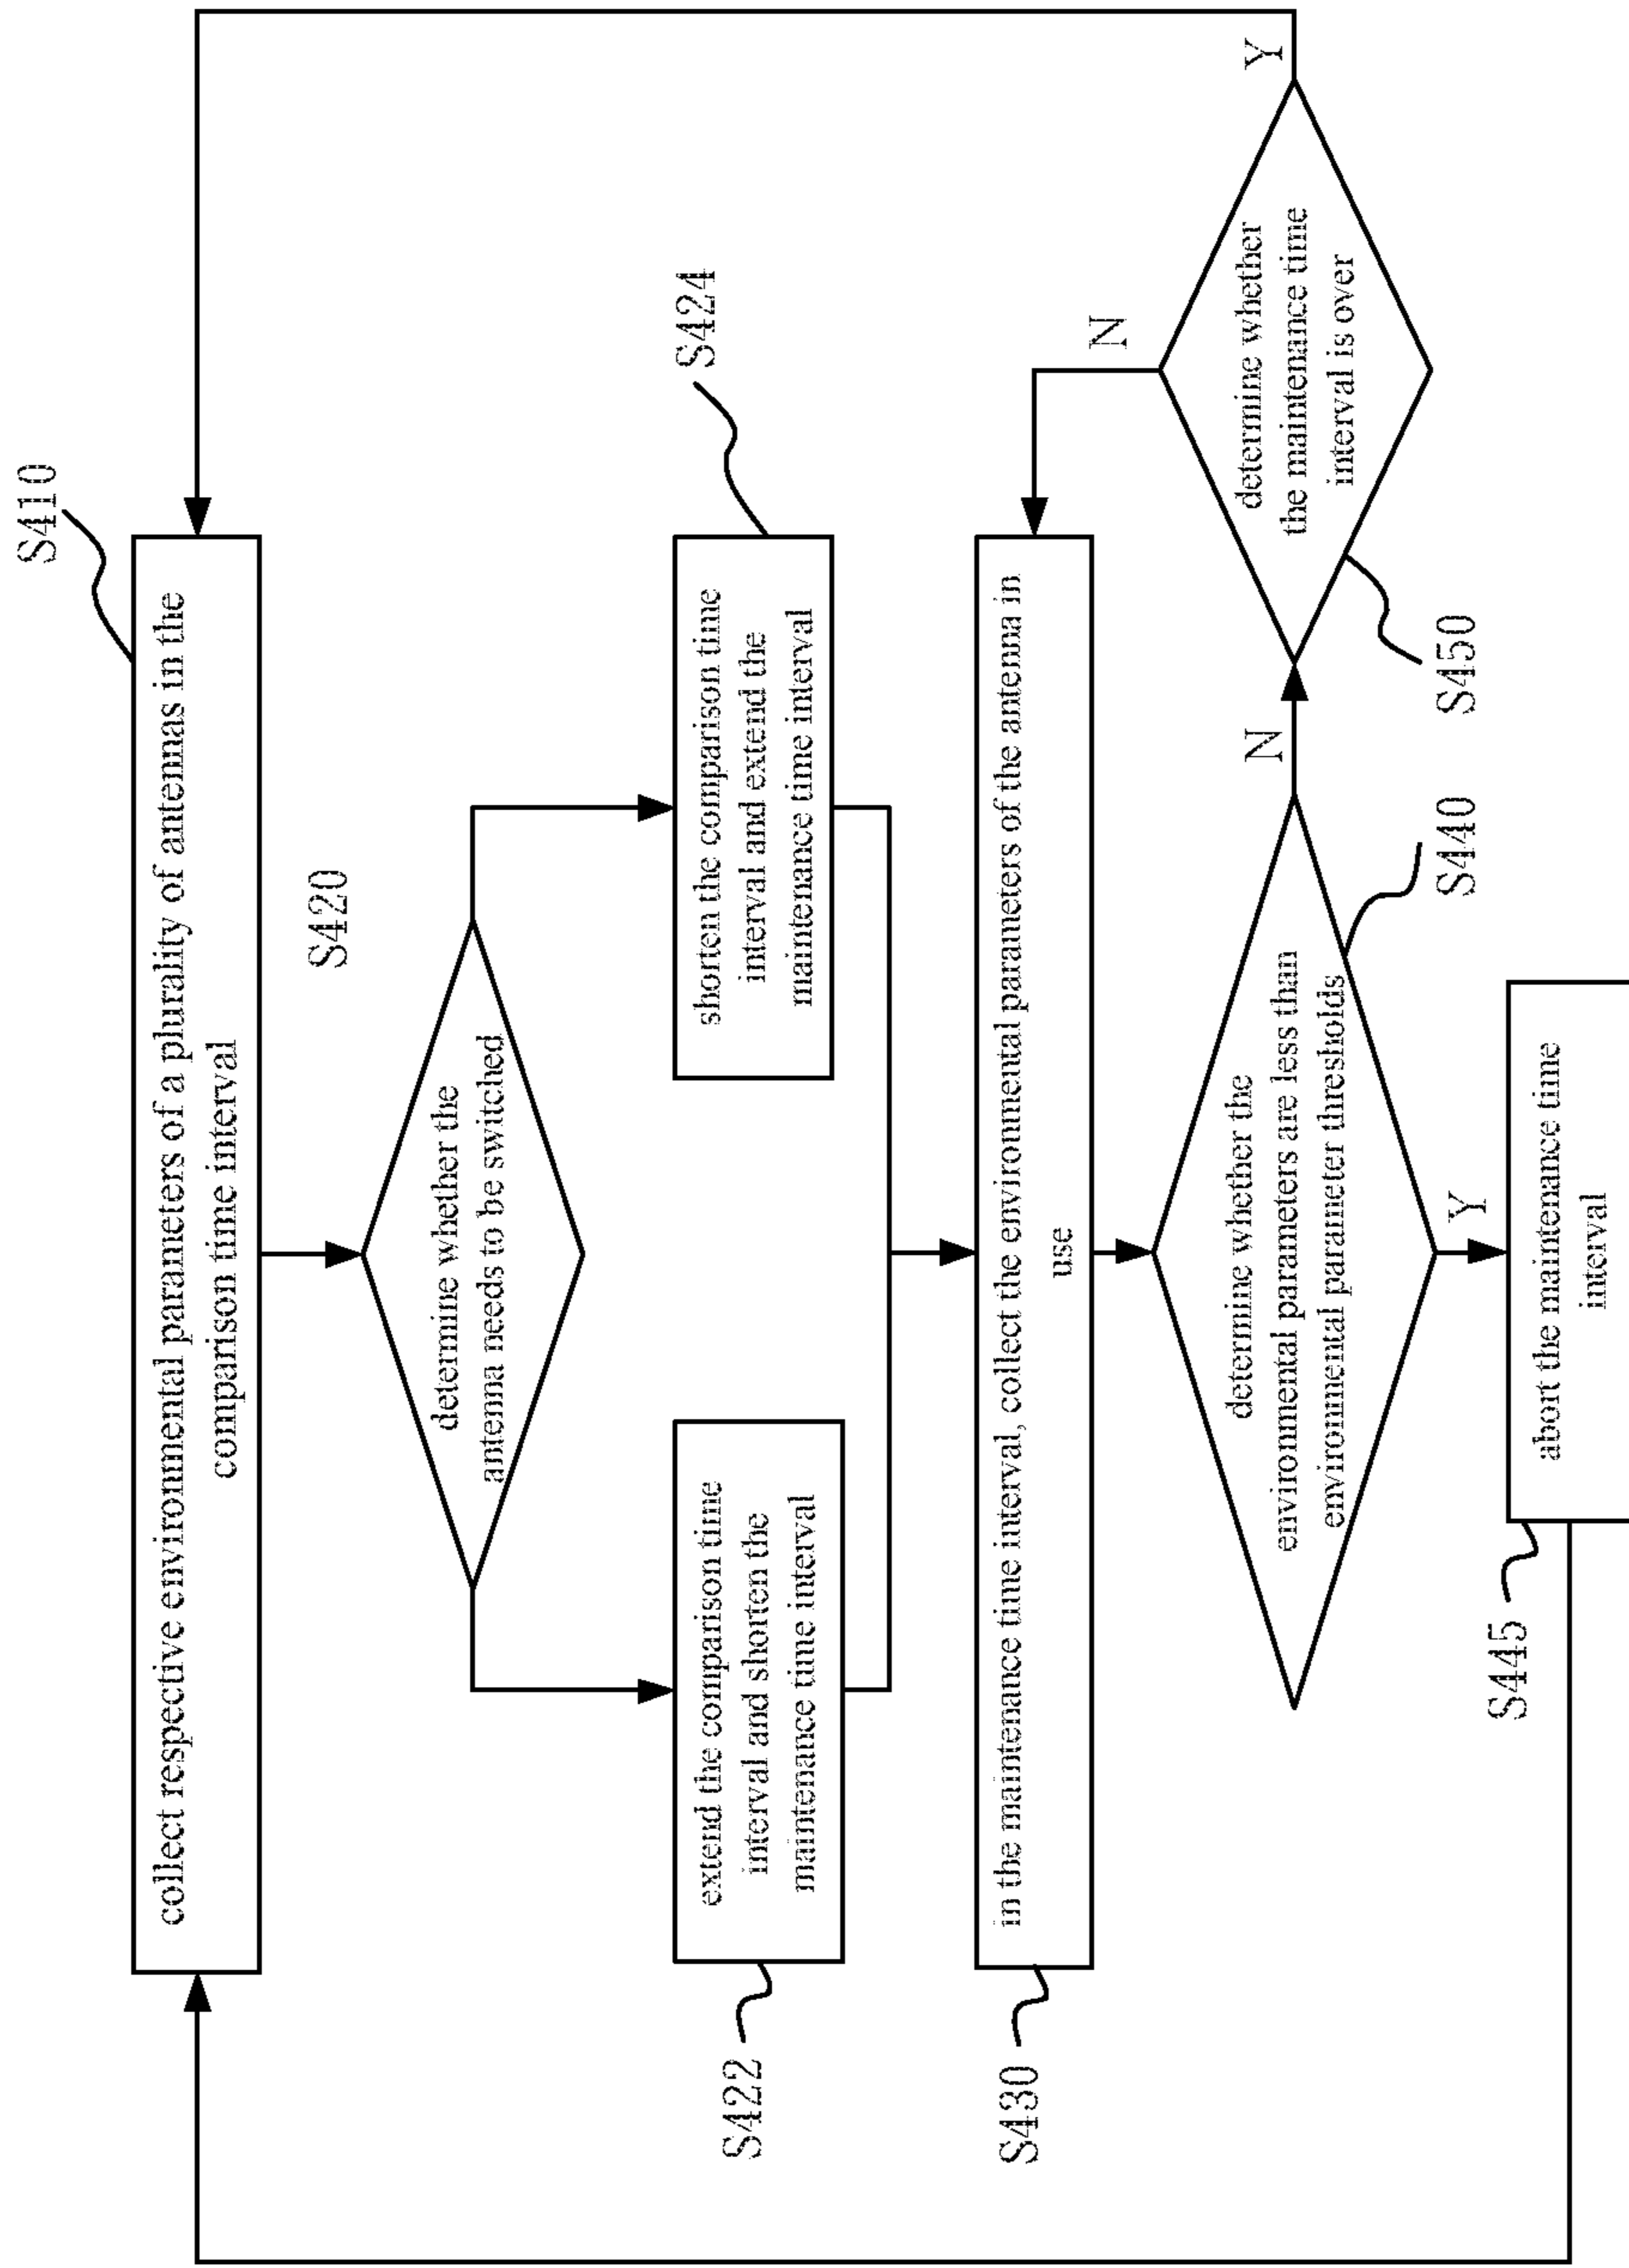 S410
collect respective environmental parameters of a plurality of antennas in the
comparison time interval
S420
determine whether the
antenna needs to be switched
S422
extend the comparison time
interval and shorten the
maintenance time interval
S424
shorten the comparison time
interval and extend the
maintenance time interval
S430
in the maintenance time interval, collect the environmental parameters of the antenna in
use
S440
determine whether the
environmental parameters are less than
environmental parameter thresholds
N
Y
S450
determine whether
the maintenance time
interval is over
N
Y
S445
abort the maintenance time
interval